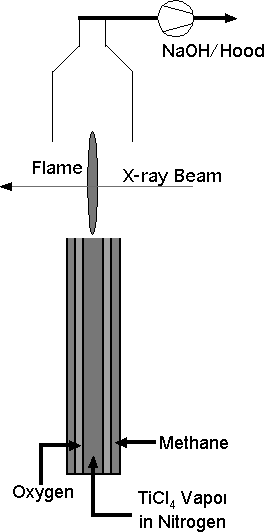 NaOH/Hood
Flame
X-ray Beam
Methane
Oxygen
TiCl4 Vapor
in Nitrogen